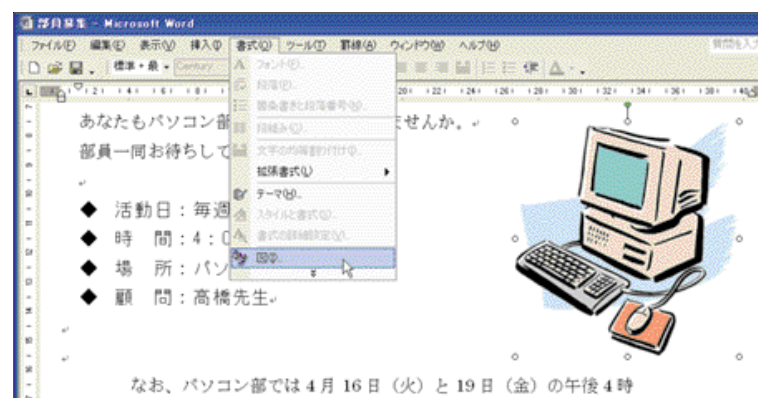 部員募集 - Microsoft Word
ファイル(F) 編集(E) 表示(V) 挿入(I) 書式(O) ツール(T) 罫線(A) ウィンドウ(W) ヘルプ(H)
標準 + 最 Century
フォント(F)...
段落(P)...
箇条書きと段落番号(N)...
段組み(C)...
文字の均等割り付け(I)...
拡張書式(L)
テーマ(H)...
スタイルと書式(S)...
書式の詳細設定(V)...
図(I)...
あなたもパソコン部 ませんか。
部員一同お待ちして
◆ 活動日：毎週
◆ 時 間：4：0
◆ 場 所：パソ
◆ 顧 問：高橋先生
なお、パソコン部では 4 月 16 日（火）と 19 日（金）の午後 4 時